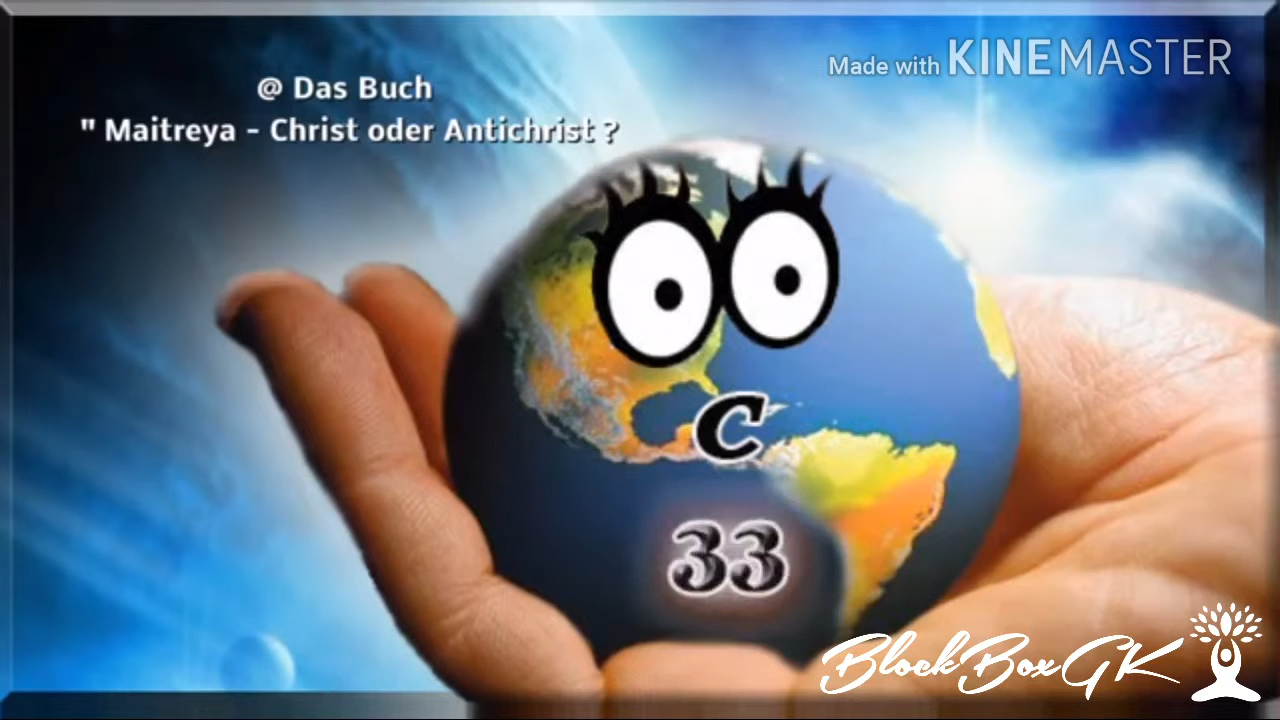 @ Das Buch
" Maitreya - Christ oder Antichrist ?
Made with KINEMASTER
C
33
BlockBoxGK